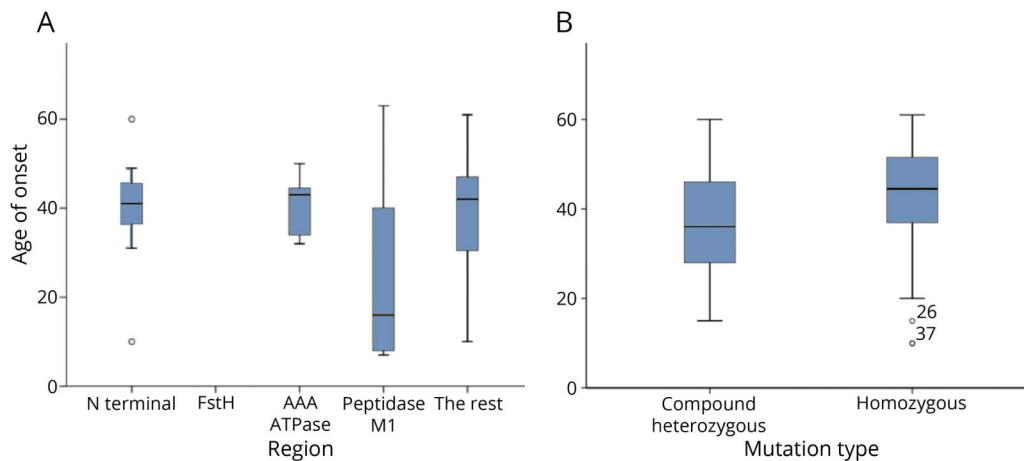 A
Age of onset
60
40
20
0
N terminal
FstH
AAA
ATPase
Peptidase
M1
The rest
Region
B
60
40
20
0
26
37
Compound
heterozygous
Homozygous
Mutation type